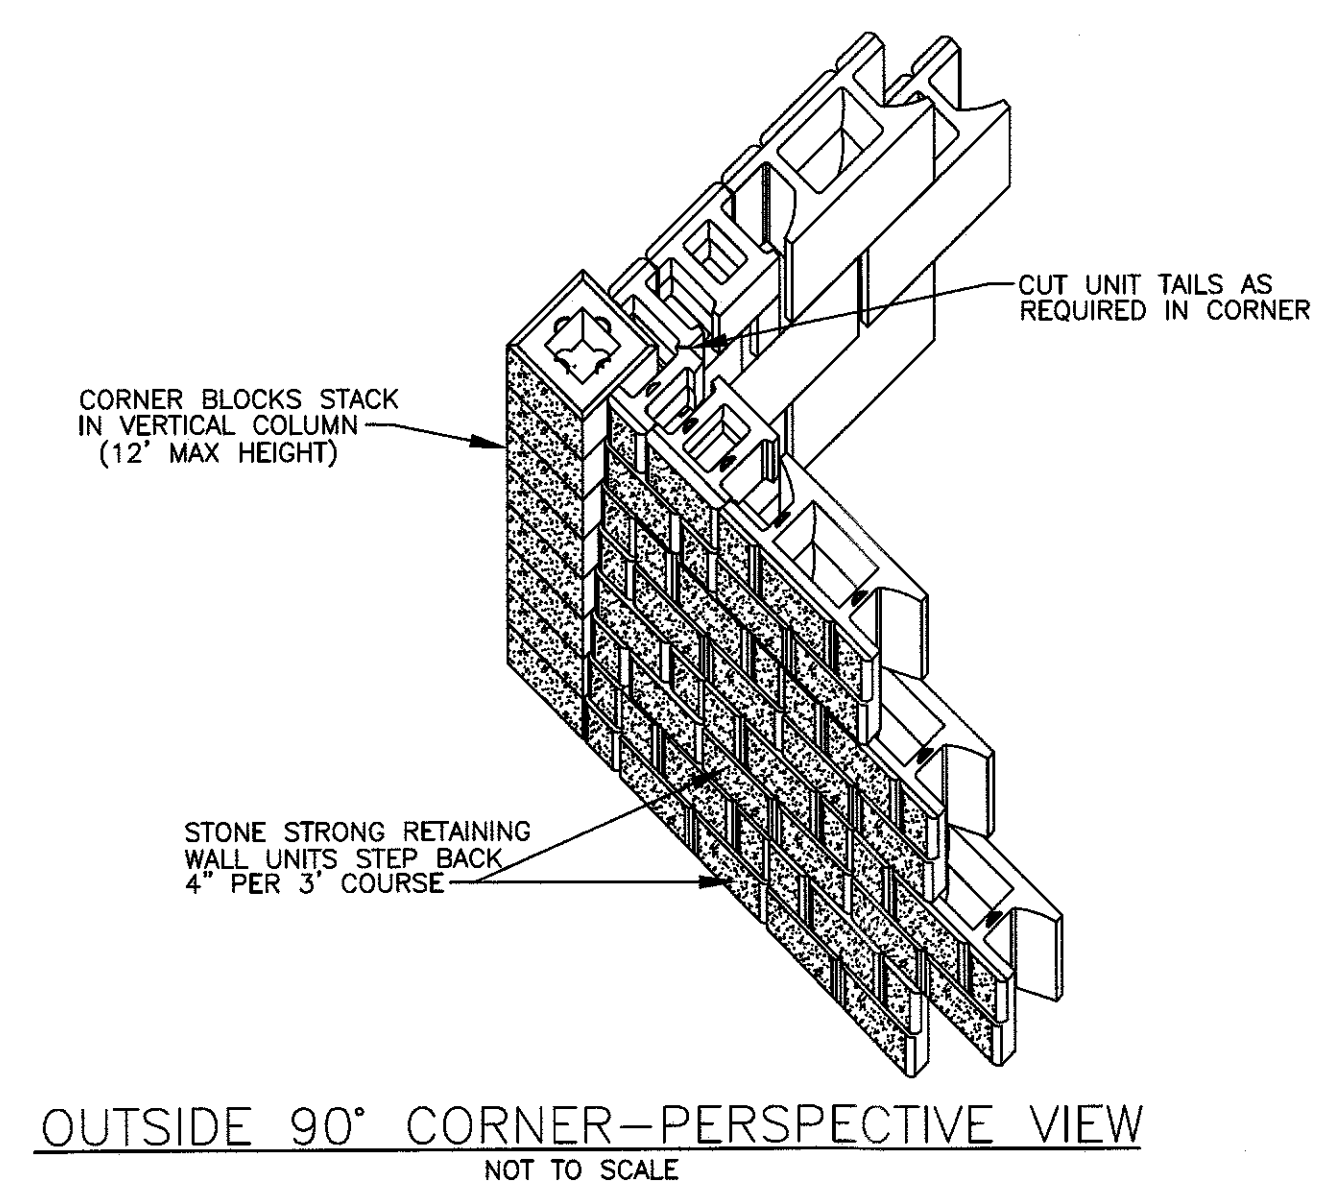 CUT UNIT TAILS AS
REQUIRED IN CORNER
CORNER BLOCKS STACK
IN VERTICAL COLUMN
(12' MAX HEIGHT)
STONE STRONG RETAINING
WALL UNITS STEP BACK
4" PER 3' COURSE
OUTSIDE 90° CORNER-PERSPECTIVE VIEW
NOT TO SCALE